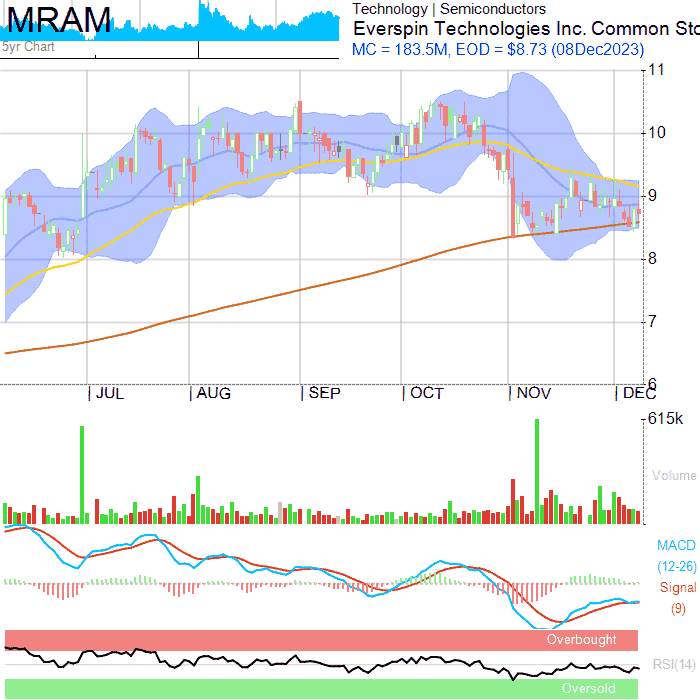 MRAM
5yr Chart
Technology | Semiconductors
Everspin Technologies Inc. Common Sto
MC = 183.5M, EOD = $8.73 (08Dec2023)
11
10
9
8
7
6
JUL AUG SEP OCT NOV DEC
615k
Volume
MACD
(12-26)
Signal
(9)
Overbought
RSI(14)
Oversold